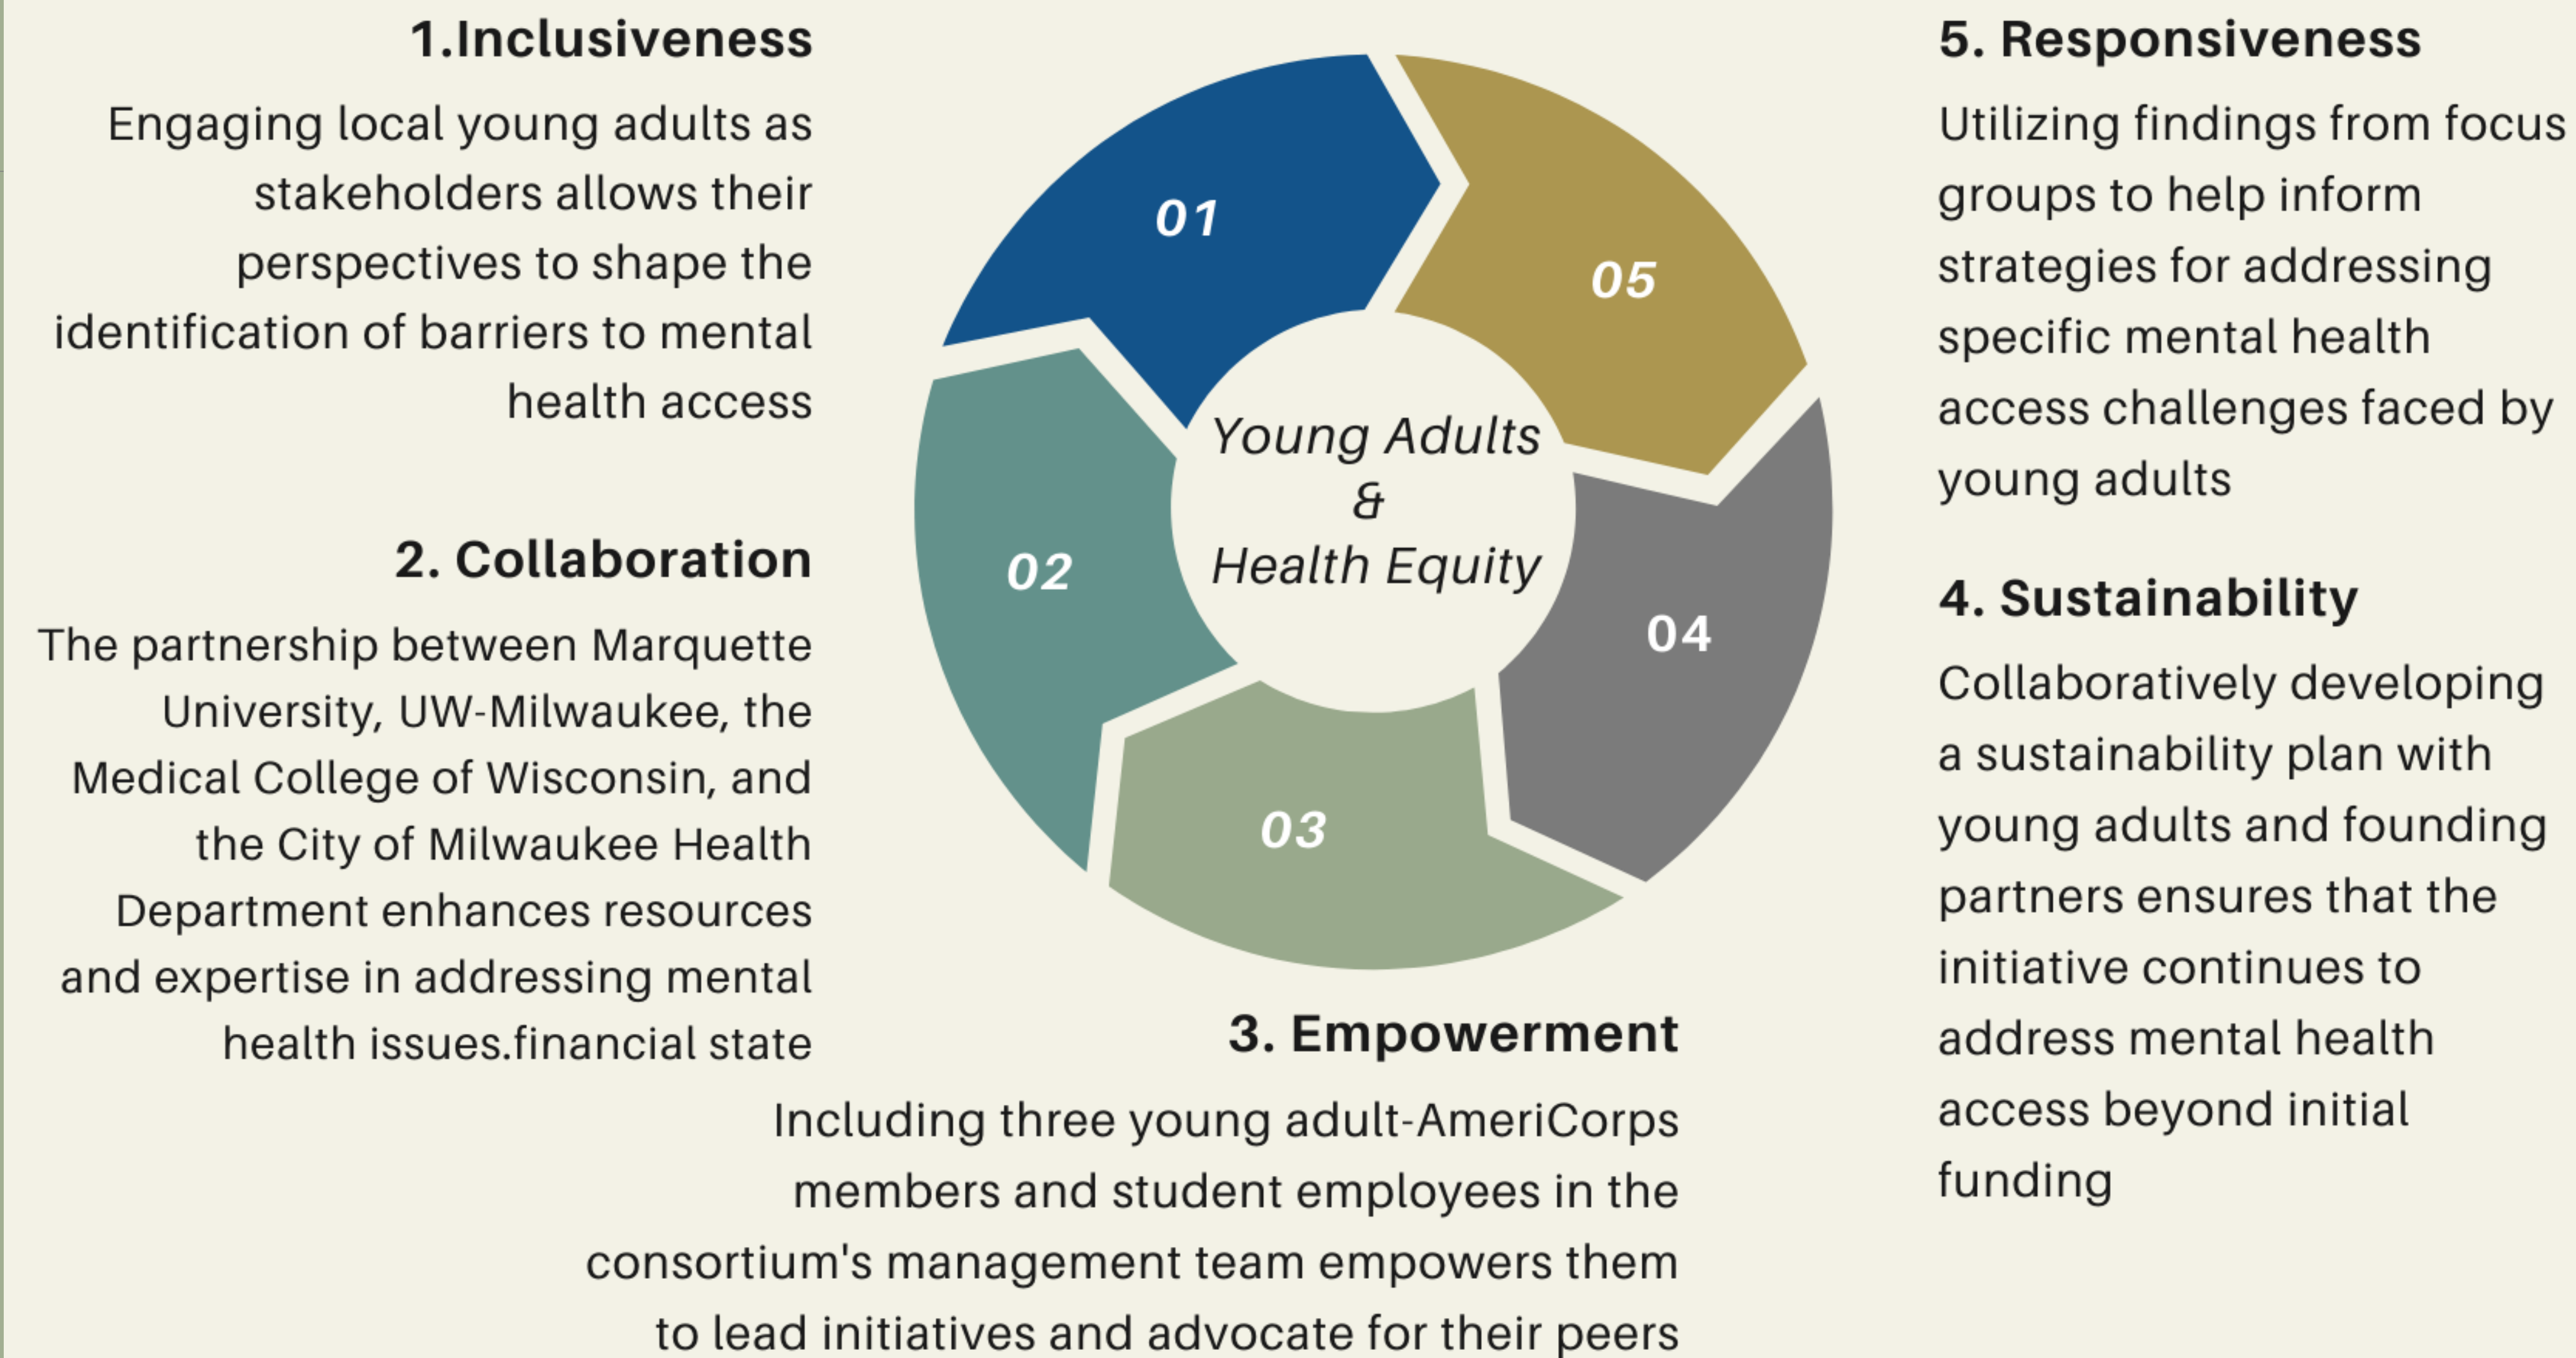 1.Inclusiveness
Engaging local young adults as
stakeholders allows their
perspectives to shape the
identification of barriers to mental
health access
2. Collaboration
The partnership between Marquette
University, UW-Milwaukee, the
Medical College of Wisconsin, and
the City of Milwaukee Health
Department enhances resources
and expertise in addressing mental
health issues.financial state
01
05
02
04
03
Young Adults
&
Health Equity
3. Empowerment
Including three young adult-AmeriCorps
members and student employees in the
consortium's management team empowers them
to lead initiatives and advocate for their peers
5. Responsiveness
Utilizing findings from focus
groups to help inform
strategies for addressing
specific mental health
access challenges faced by
young adults
4. Sustainability
Collaboratively developing
a sustainability plan with
young adults and founding
partners ensures that the
initiative continues to
address mental health
access beyond initial
funding